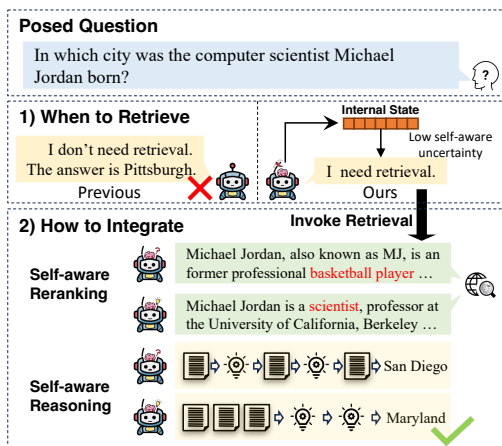 Posed Question
In which city was the computer scientist Michael
Jordan born?
?
1) When to Retrieve
I don't need retrieval.
The answer is Pittsburgh.
Previous
Internal State
Low self-aware
uncertainty
I need retrieval.
Ours
2) How to Integrate
Invoke Retrieval
Self-aware
Reranking
Michael Jordan, also known as MJ, is an
former professional basketball player ...
Michael Jordan is a scientist, professor at
the University of California, Berkeley ...
Self-aware
Reasoning
San Diego
Maryland